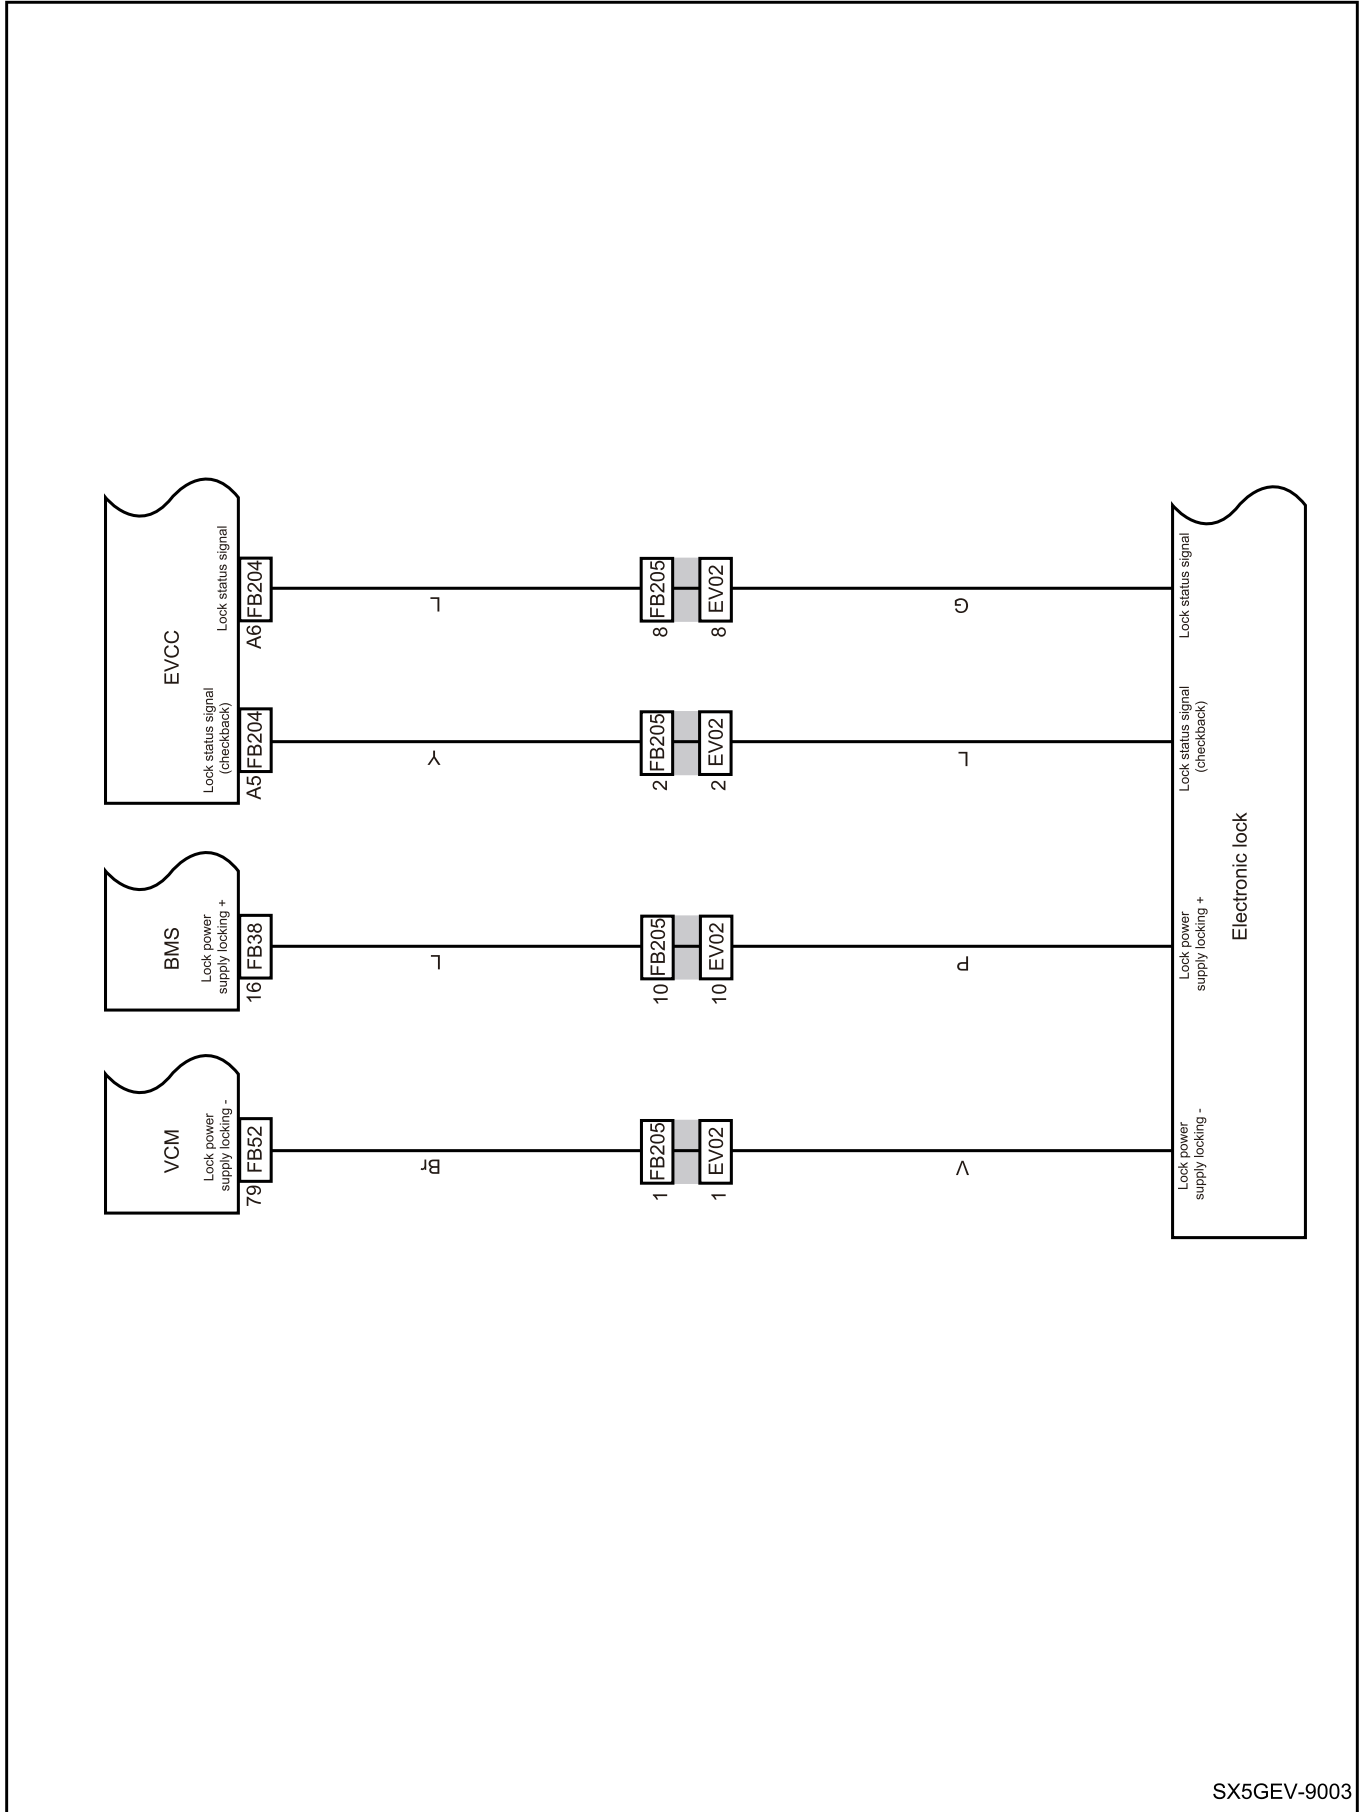 EVCC
Lock status signal
A6 FB204
L
FB205
8
EV02
8
G
Lock status signal
Lock status signal
(checkback)
A5 FB204
Y
FB205
2
EV02
2
L
Lock status signal
(checkback)
BMS
Lock power
supply locking +
16 FB38
L
FB205
10
EV02
10
P
Lock power
supply locking +
Electronic lock
VCM
Lock power
supply locking -
79 FB52
Br
FB205
1
EV02
1
V
Lock power
supply locking -
SX5GEV-9003